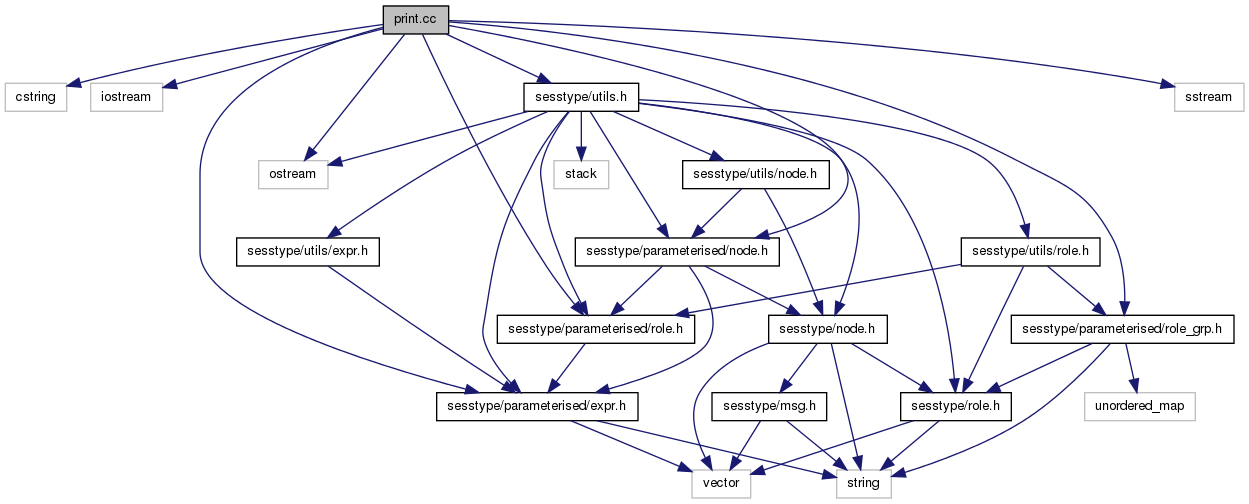 print.cc
cstring
iostream
sesstype/utils.h
sstream
ostream
stack
sesstype/utils/node.h
sesstype/utils/expr.h
sesstype/parameterised/node.h
sesstype/utils/role.h
sesstype/parameterised/role.h
sesstype/node.h
sesstype/parameterised/role_grp.h
sesstype/parameterised/expr.h
sesstype/msg.h
sesstype/role.h
unordered_map
vector
string